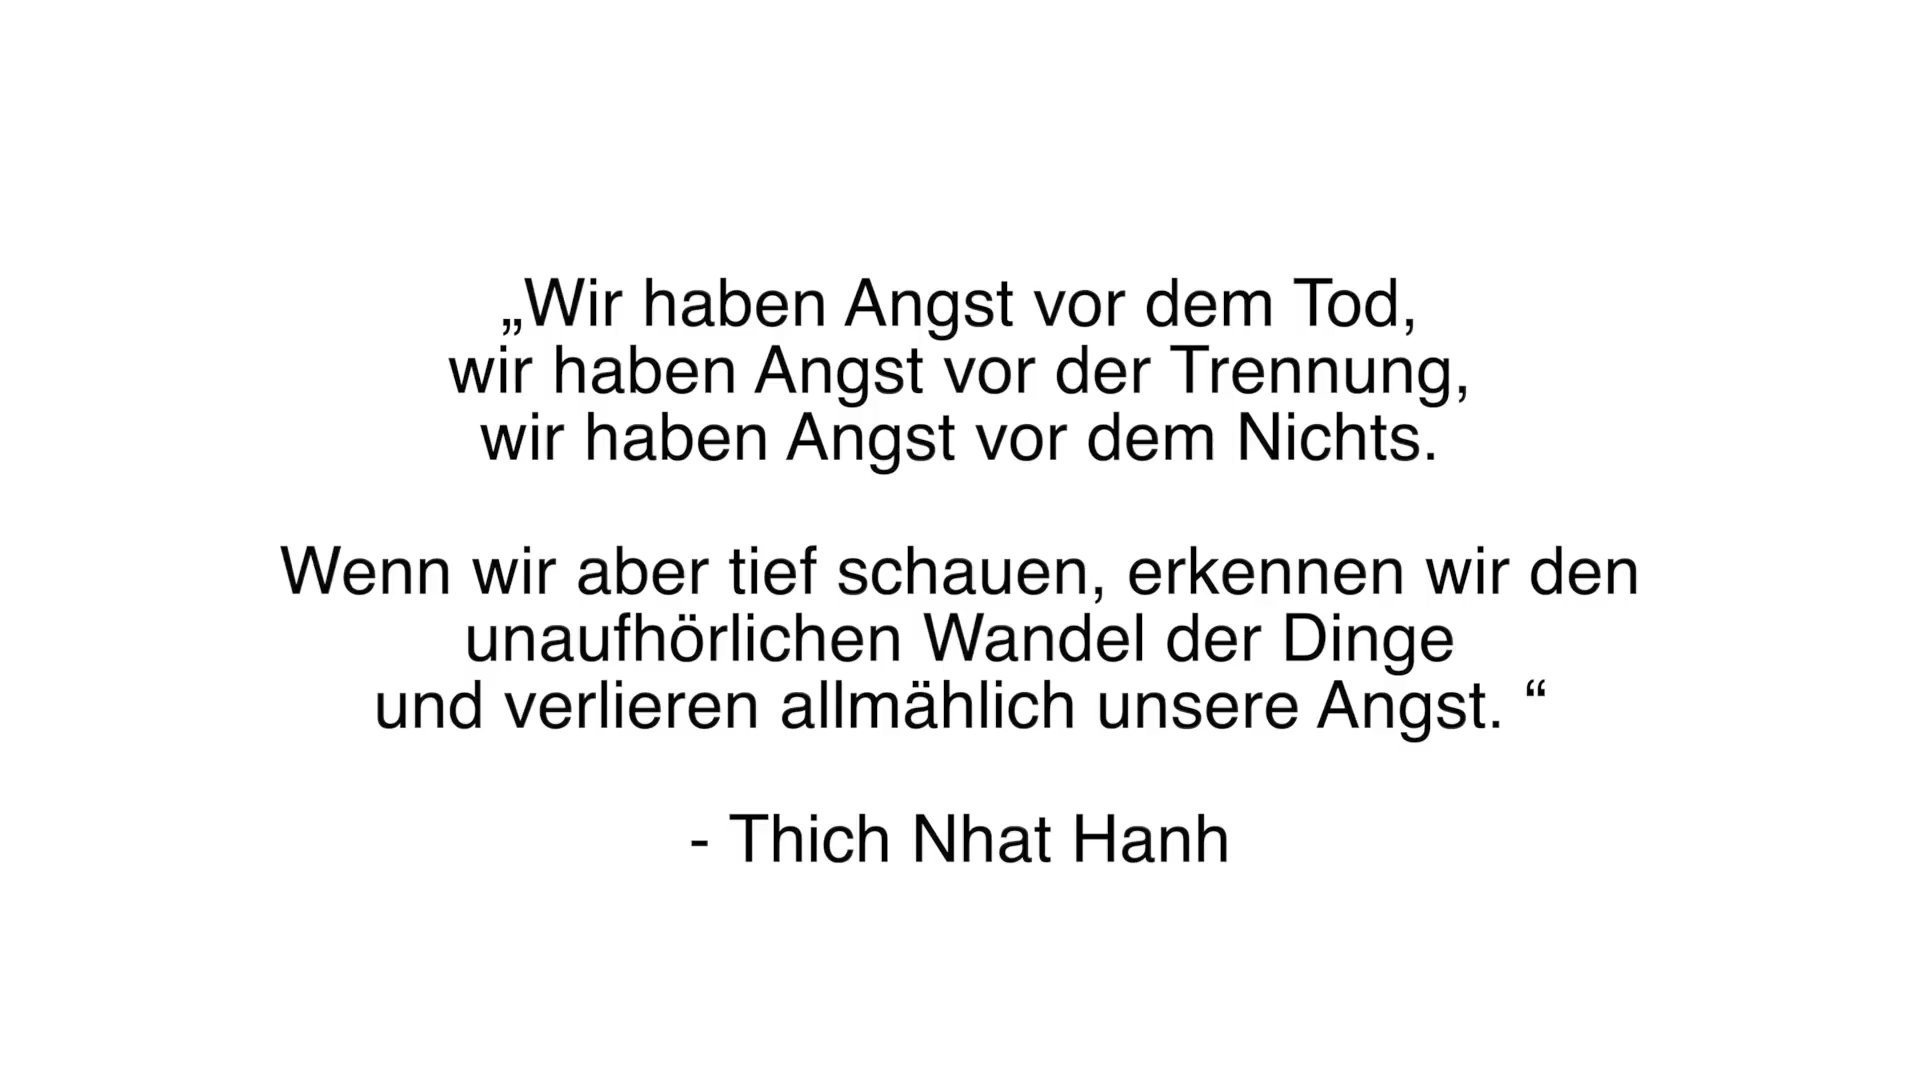 „Wir haben Angst vor dem Tod,
wir haben Angst vor der Trennung,
wir haben Angst vor dem Nichts.
Wenn wir aber tief schauen, erkennen wir den
unaufhörlichen Wandel der Dinge
und verlieren allmählich unsere Angst. “
- Thich Nhat Hanh